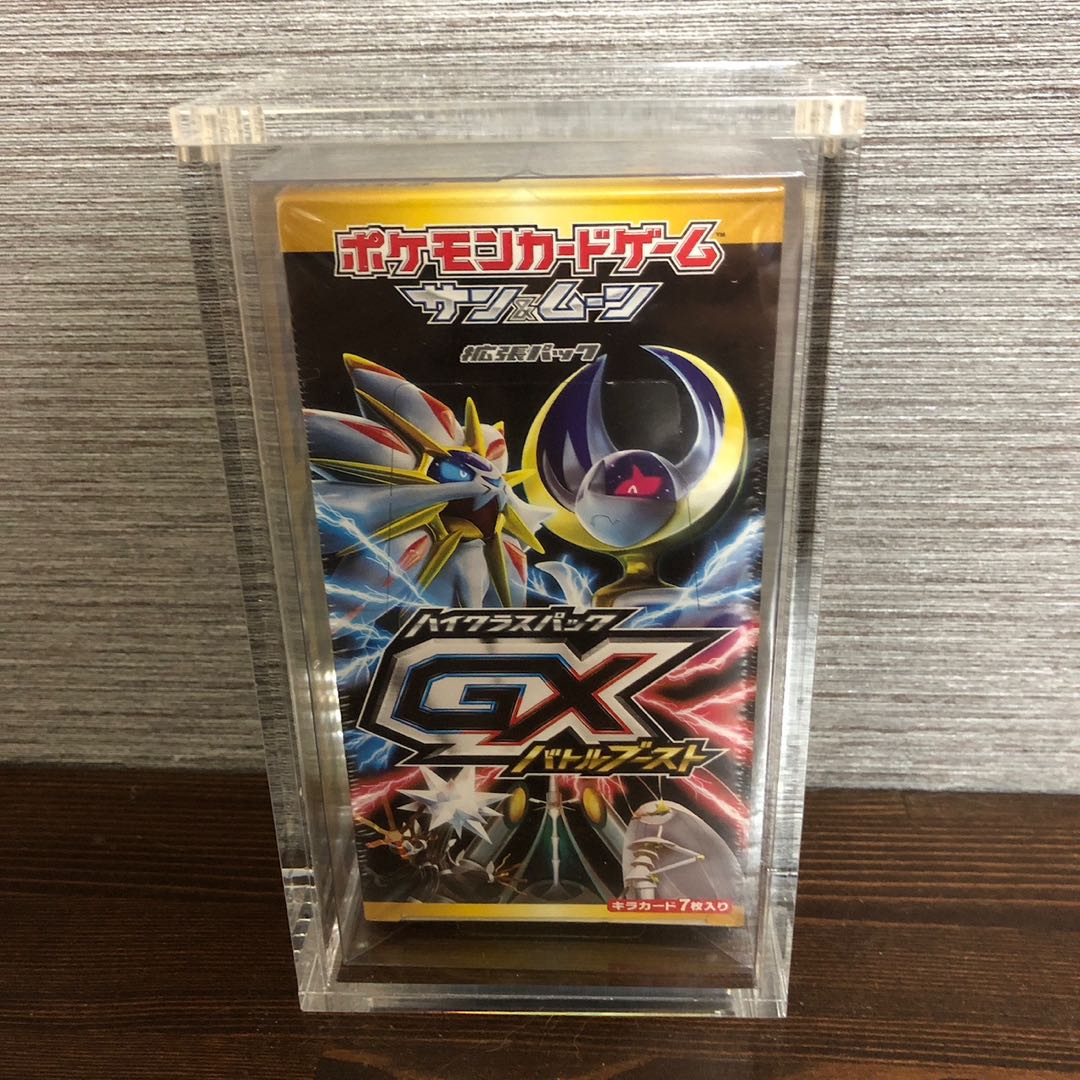 ポケモンカードゲーム™
サン&ムーン
拡張パック
ハイクラスパック
GX
バトルブースト
キラカード7枚入り